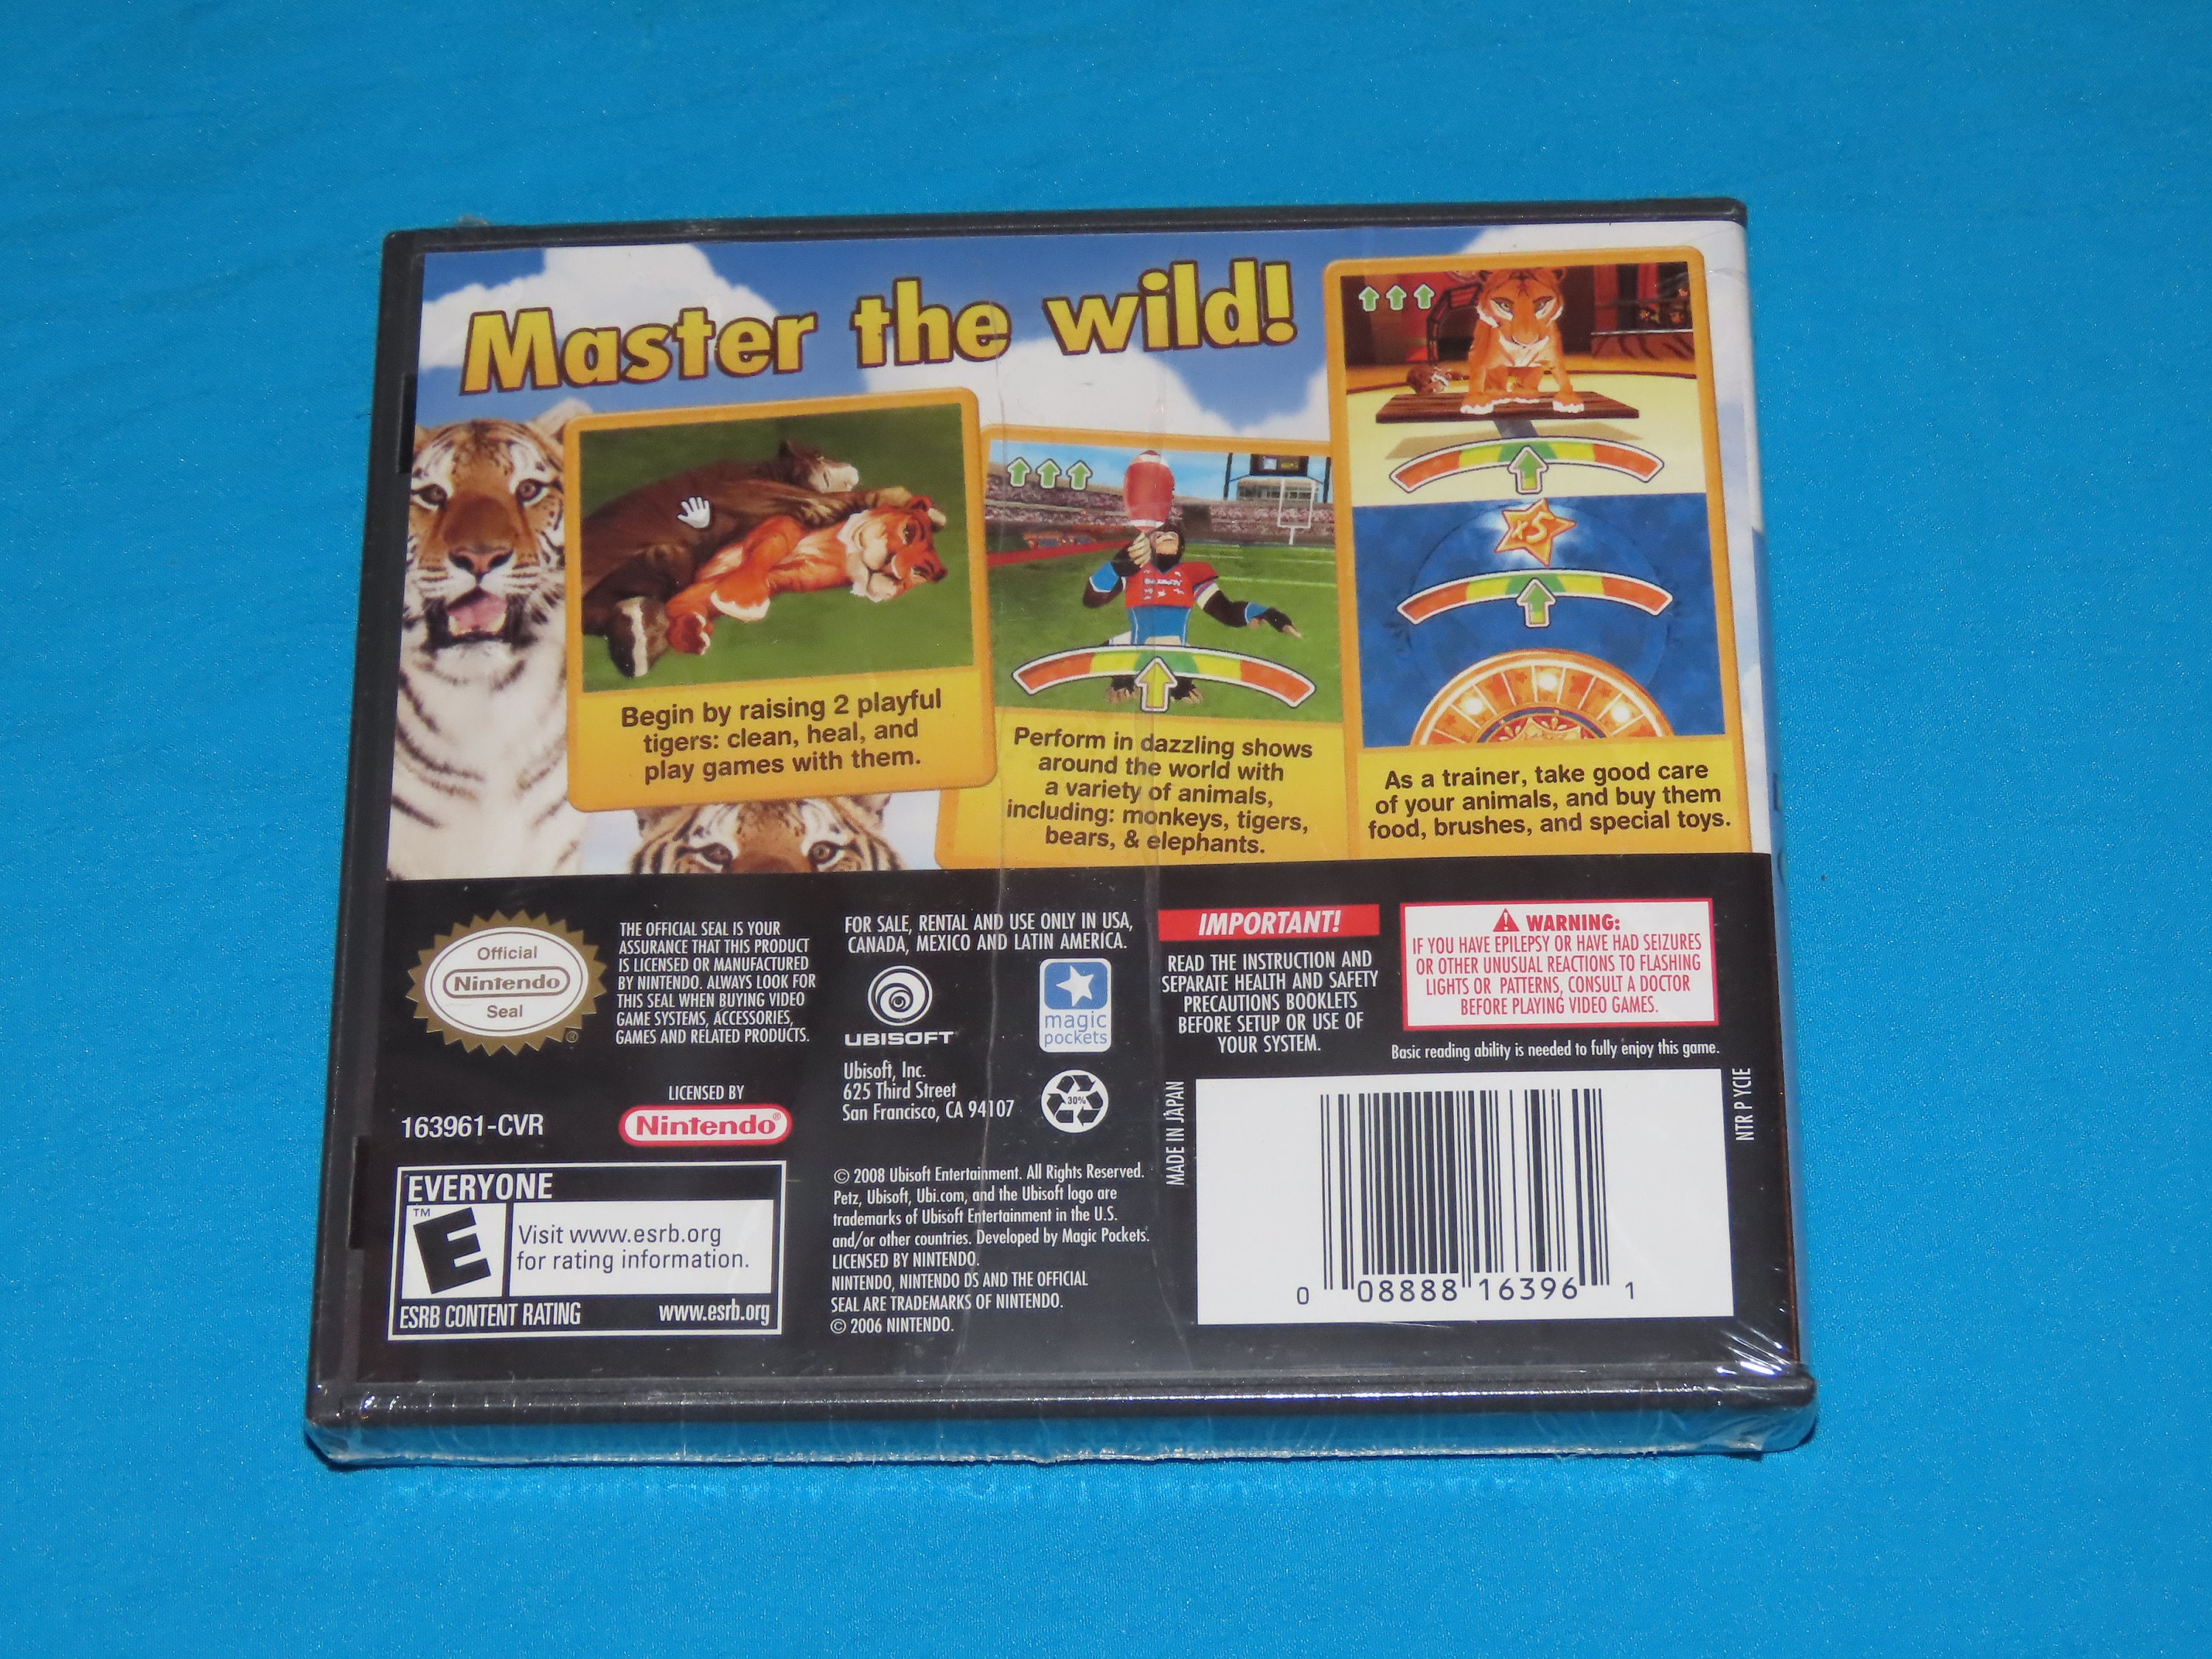 Master the wild!
Begin by raising 2 playful
tigers: clean, heal, and
play games with them.
Perform in dazzling shows
around the world with
a variety of animals,
including: monkeys, tigers,
bears, & elephants.
x5
As a trainer, take good care
of your animals, and buy them
food, brushes, and special toys.
Official
Nintendo
Seal
®
THE OFFICIAL SEAL IS YOUR
ASSURANCE THAT THIS PRODUCT
IS LICENSED OR MANUFACTURED
BY NINTENDO. ALWAYS LOOK FOR
THIS SEAL WHEN BUYING VIDEO
GAME SYSTEMS, ACCESSORIES,
GAMES AND RELATED PRODUCTS.
163961-CVR
LICENSED BY
Nintendo®
EVERYONE
™
E
Visit www.esrb.org
for rating information.
ESRB CONTENT RATING www.esrb.org
FOR SALE, RENTAL AND USE ONLY IN USA,
CANADA, MEXICO AND LATIN AMERICA.
UBISOFT
magic
pockets
Ubisoft, Inc.
625 Third Street
San Francisco, CA 94107
30%
© 2008 Ubisoft Entertainment. All Rights Reserved.
Petz, Ubisoft, Ubi.com, and the Ubisoft logo are
trademarks of Ubisoft Entertainment in the U.S.
and/or other countries. Developed by Magic Pockets.
LICENSED BY NINTENDO.
NINTENDO, NINTENDO DS AND THE OFFICIAL
SEAL ARE TRADEMARKS OF NINTENDO.
© 2006 NINTENDO.
IMPORTANT!
READ THE INSTRUCTION AND
SEPARATE HEALTH AND SAFETY
PRECAUTIONS BOOKLETS
BEFORE SETUP OR USE OF
YOUR SYSTEM.
WARNING:
IF YOU HAVE EPILEPSY OR HAVE HAD SEIZURES
OR OTHER UNUSUAL REACTIONS TO FLASHING
LIGHTS OR PATTERNS, CONSULT A DOCTOR
BEFORE PLAYING VIDEO GAMES.
Basic reading ability is needed to fully enjoy this game.
MADE IN JAPAN
NTR P YCIE
0 08888 16396 1